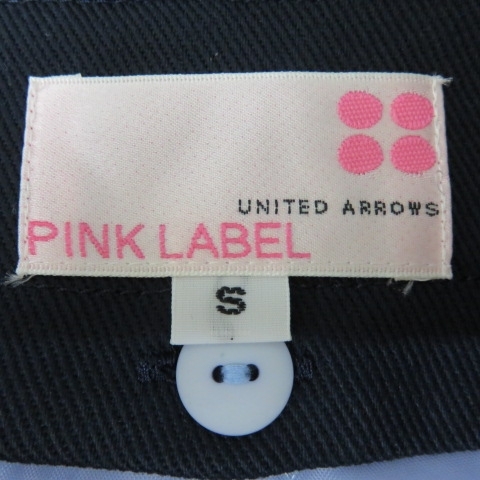 UNITED ARROWS
PINK LABEL
S